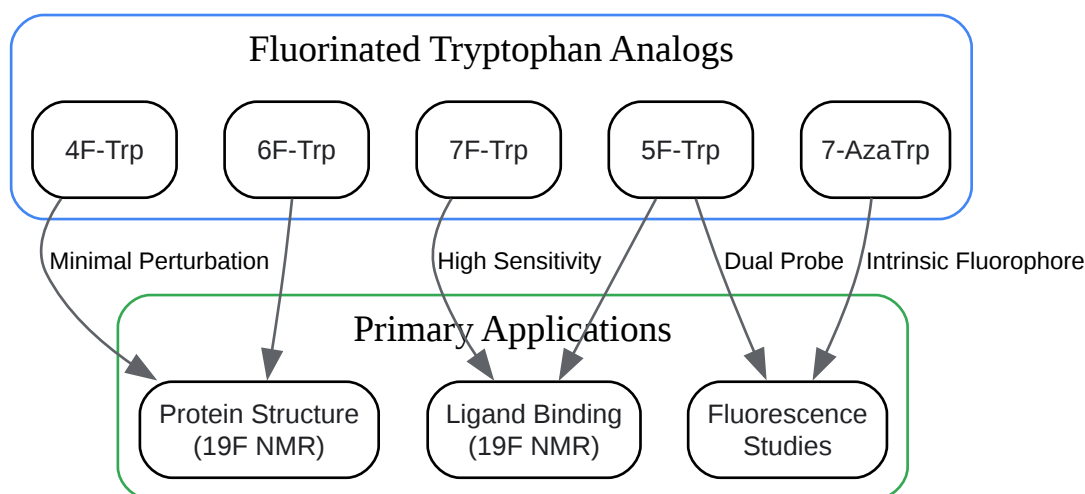 Fluorinated Tryptophan Analogs
4F-Trp
6F-Trp
7F-Trp
5F-Trp
7-AzaTrp
Minimal Perturbation
High Sensitivity
Dual Probe
Intrinsic Fluorophore
Primary Applications
Protein Structure
(19F NMR)
Ligand Binding
(19F NMR)
Fluorescence
Studies